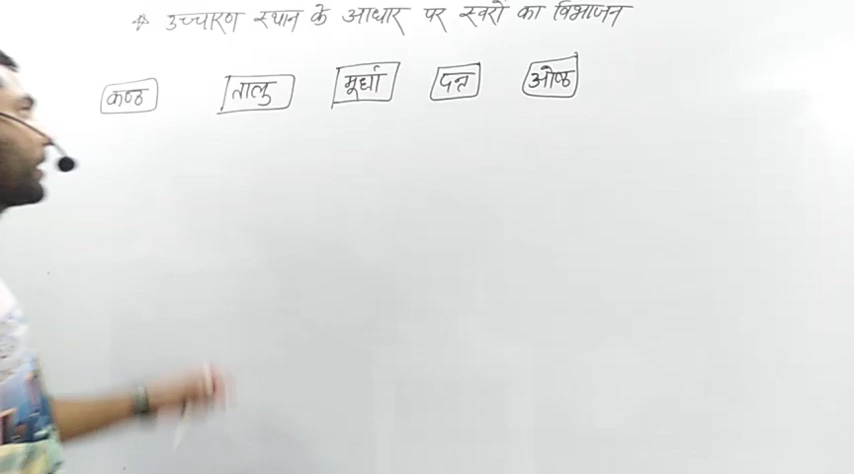 * उच्चारण स्थान के आधार पर स्वरों का विभाजन
कण्ठ तालु मूर्धा दन्त ओष्ठ